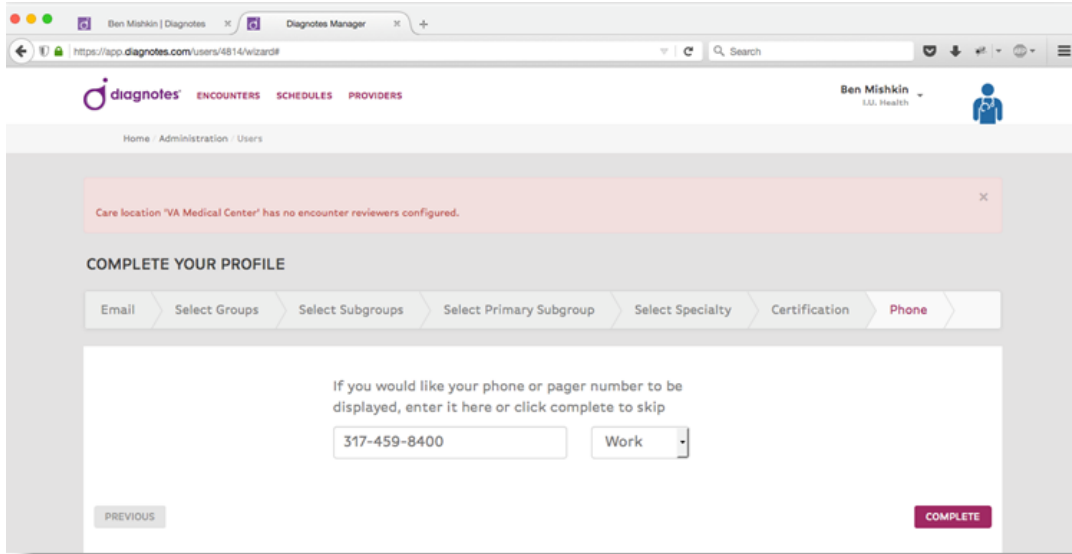 Ben Mishkin | Diagnotes
Diagnotes Manager
https://app.diagnotes.com/users/4814/wizard#
Search
diagnotes
ENCOUNTERS SCHEDULES PROVIDERS
Ben Mishkin
I.U. Health
Home / Administration / Users
Care location 'VA Medical Center' has no encounter reviewers configured.
COMPLETE YOUR PROFILE
Email Select Groups Select Subgroups Select Primary Subgroup Select Specialty Certification Phone
If you would like your phone or pager number to be
displayed, enter it here or click complete to skip
317-459-8400 Work
PREVIOUS COMPLETE